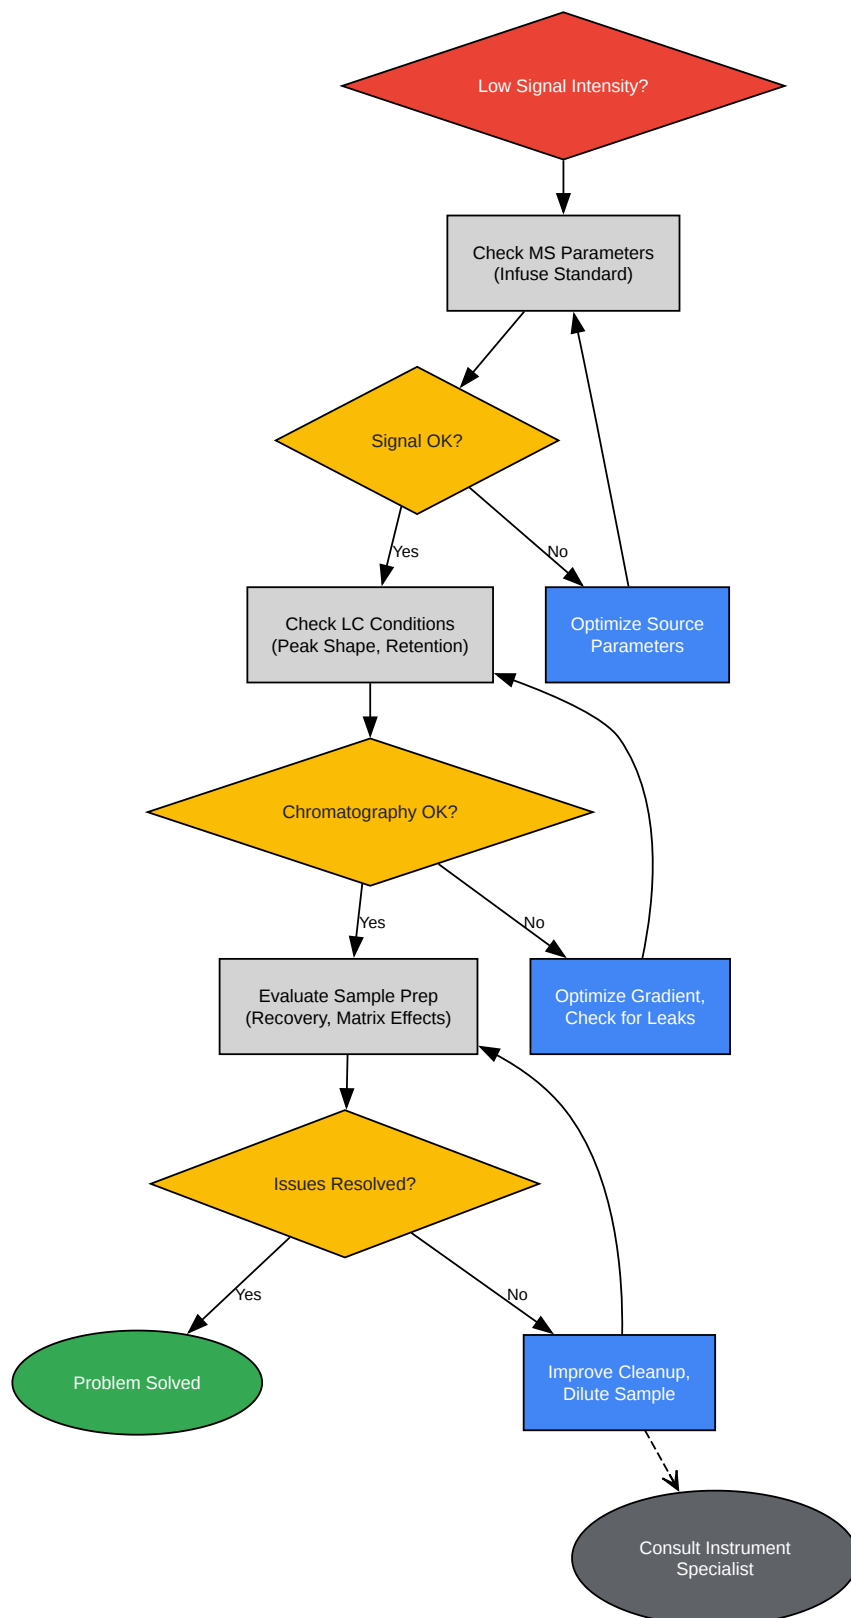 Low Signal Intensity?
Check MS Parameters
(Infuse Standard)
Signal OK?
Yes
No
Check LC Conditions
(Peak Shape, Retention)
Optimize Source
Parameters
Chromatography OK?
Yes
No
Evaluate Sample Prep
(Recovery, Matrix Effects)
Optimize Gradient,
Check for Leaks
Issues Resolved?
Yes
No
Problem Solved
Improve Cleanup,
Dilute Sample
Consult Instrument
Specialist